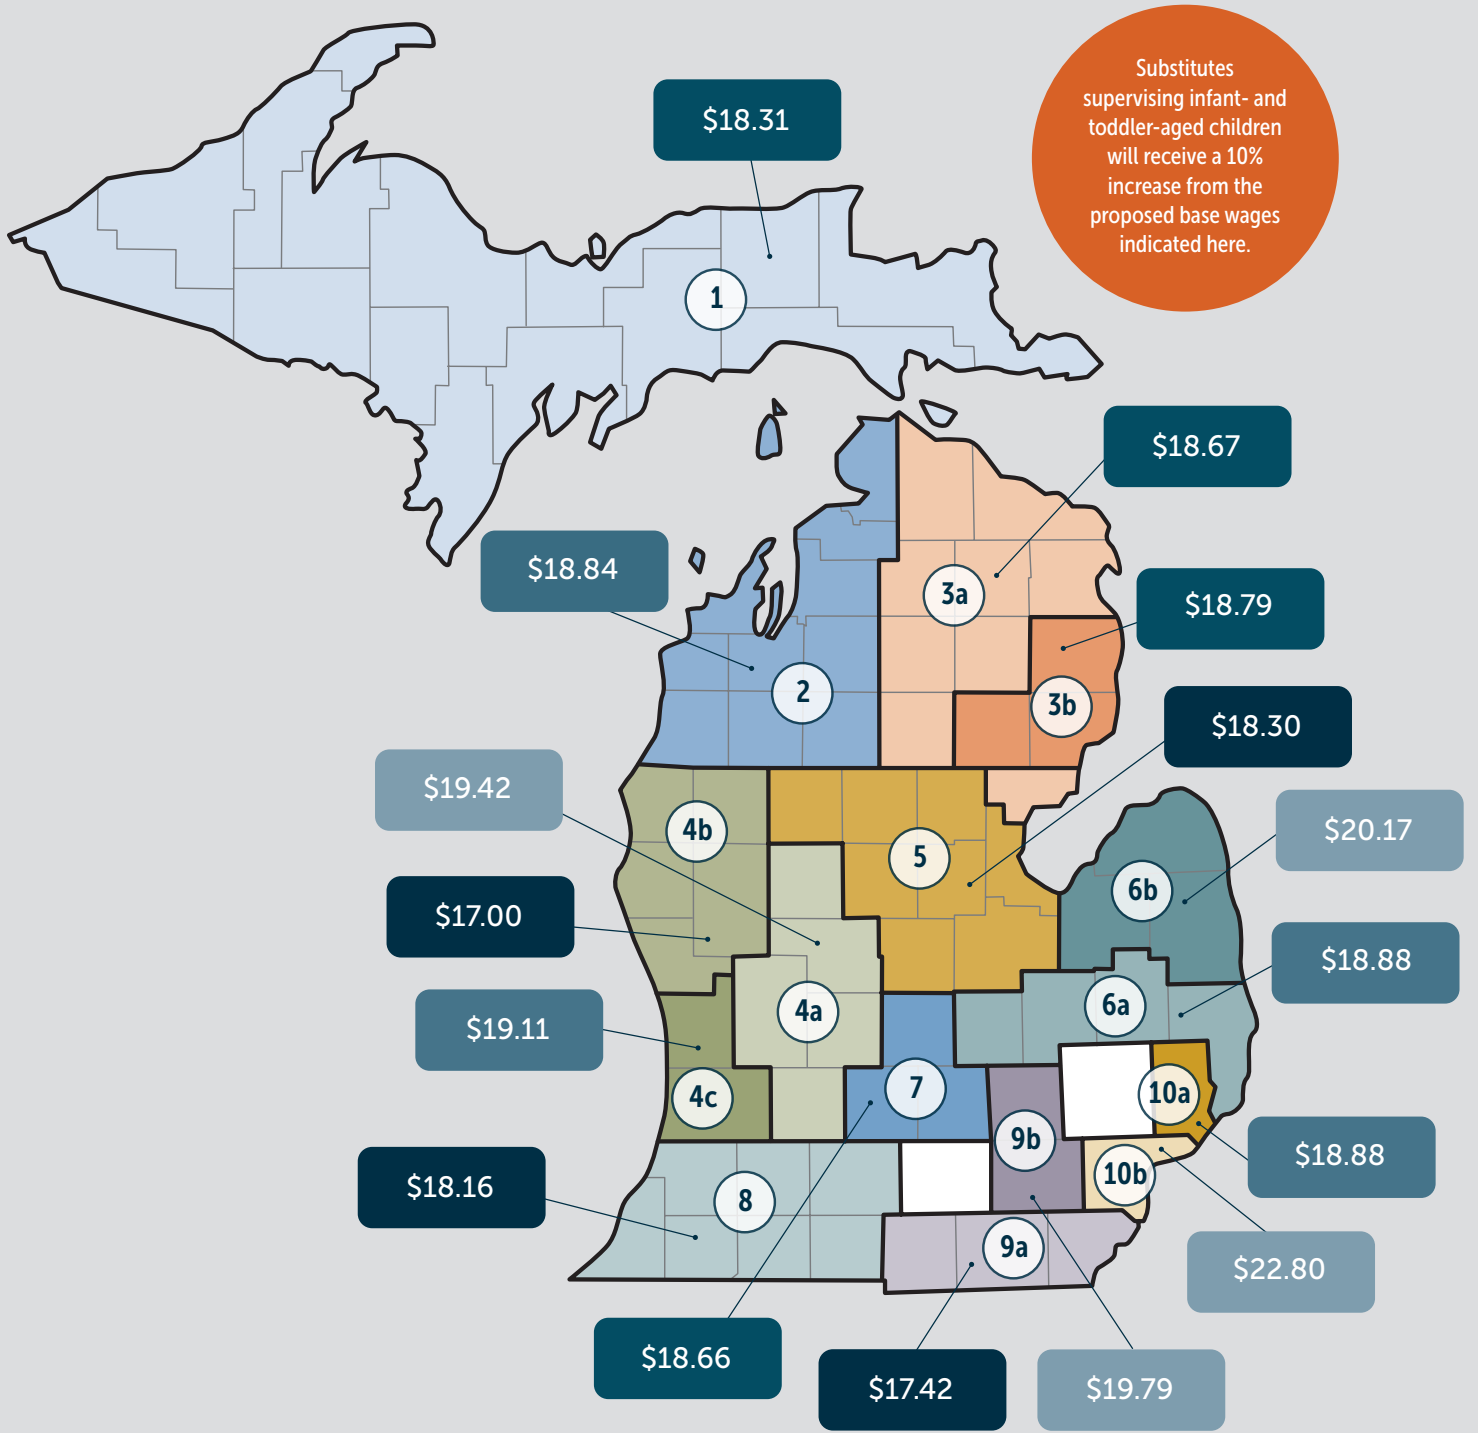 Substitutes
supervising infant- and
toddler-aged children
will receive a 10%
increase from the
proposed base wages
indicated here.
$18.31
1
$18.67
$18.84
3a
$18.79
2
3b
$18.30
$19.42
4b
5
$20.17
6b
$17.00
$18.88
4a
6a
$19.11
4c
7
10a
9b
$18.88
10b
$18.16
8
9a
$22.80
$18.66
$17.42
$19.79